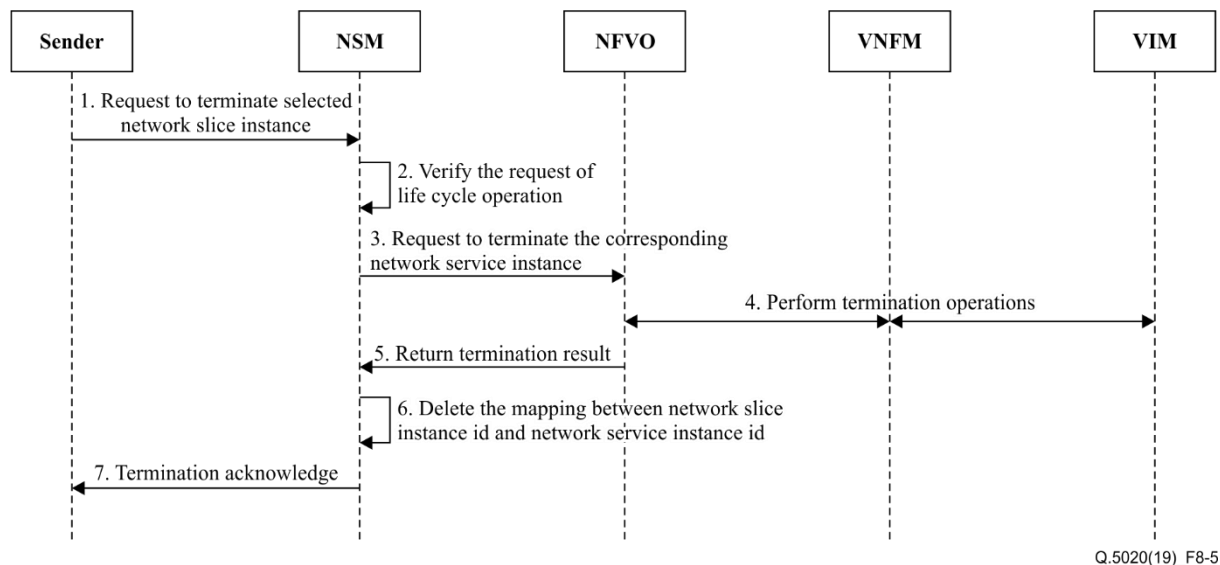 Sender
NSM
NFVO
VNFM
VIM
1. Request to terminate selected
network slice instance
2. Verify the request of
life cycle operation
3. Request to terminate the corresponding
network service instance
4. Perform termination operations
5. Return termination result
6. Delete the mapping between network slice
instance id and network service instance id
7. Termination acknowledge
Q.5020(19)_F8-5